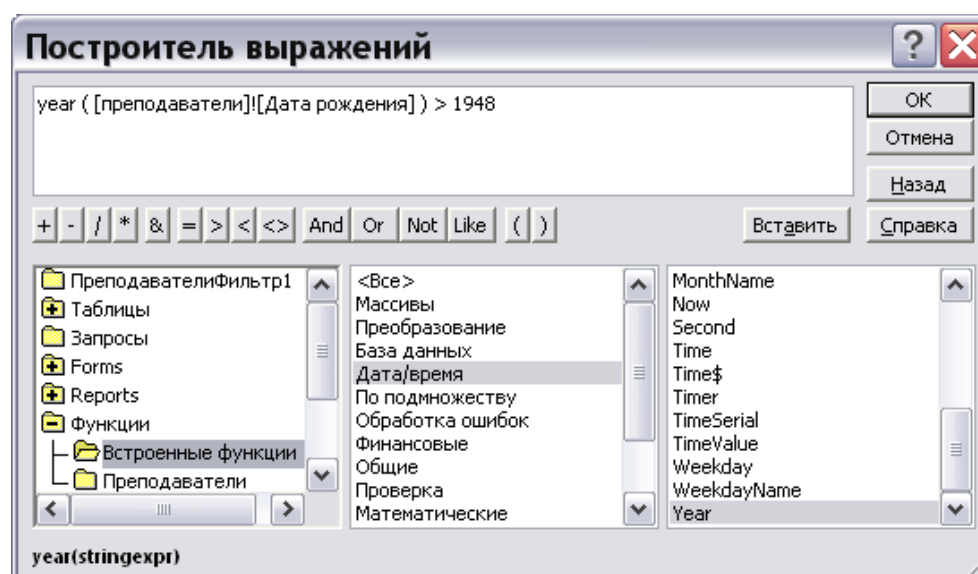 Построитель выражений
?
year ( [преподаватели]![Дата рождения] ) > 1948
OK
Отмена
Назад
+ - / * & = > < <> And Or Not Like ( ) Вставить Справка
ПреподавателиФильтр1
Таблицы
Запросы
Forms
Reports
Функции
Встроенные функции
Преподаватели
<Все>
Массивы
Преобразование
База данных
Дата/время
По подмножеству
Обработка ошибок
Финансовые
Общие
Проверка
Математические
MonthName
Now
Second
Time
Time$
Timer
TimeSerial
TimeValue
Weekday
WeekdayName
Year
year(stringexpr)